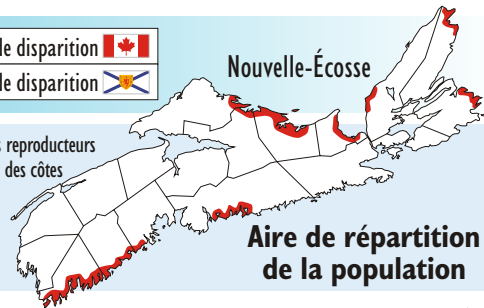 le disparition
le disparition
Nouvelle-Écosse
reproducteurs
des côtes
Aire de répartition
de la population